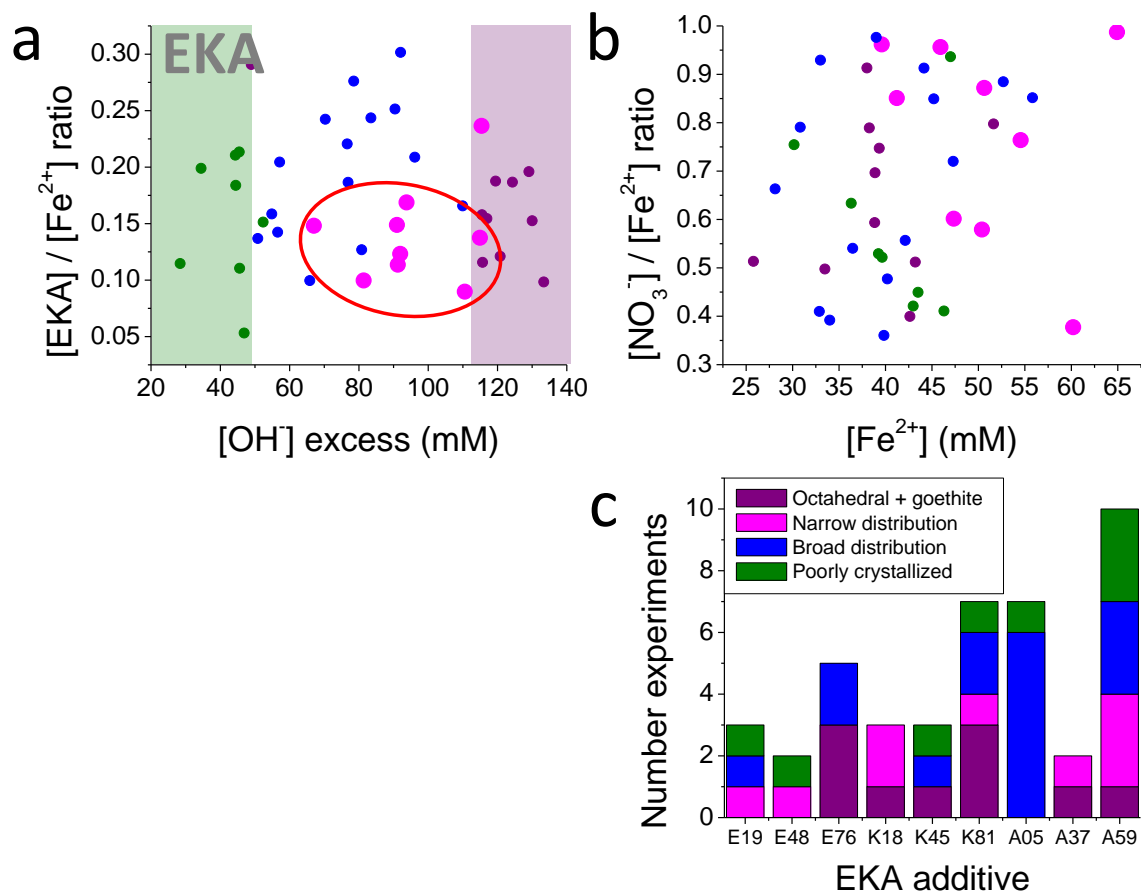 a
EKA
0.30
0.25
0.20
0.15
0.10
0.05
[EKA] / [Fe²⁺] ratio
20 40 60 80 100 120 140
[OH⁻] excess (mM)
b
1.0
0.9
0.8
0.7
0.6
0.5
0.4
0.3
[NO₃⁻] / [Fe²⁺] ratio
25 30 35 40 45 50 55 60 65
[Fe²⁺] (mM)
c
Octahedral + goethite
Narrow distribution
Broad distribution
Poorly crystallized
10
8
6
4
2
0
Number experiments
E19 E48 E76 K18 K45 K81 A05 A37 A59
EKA additive